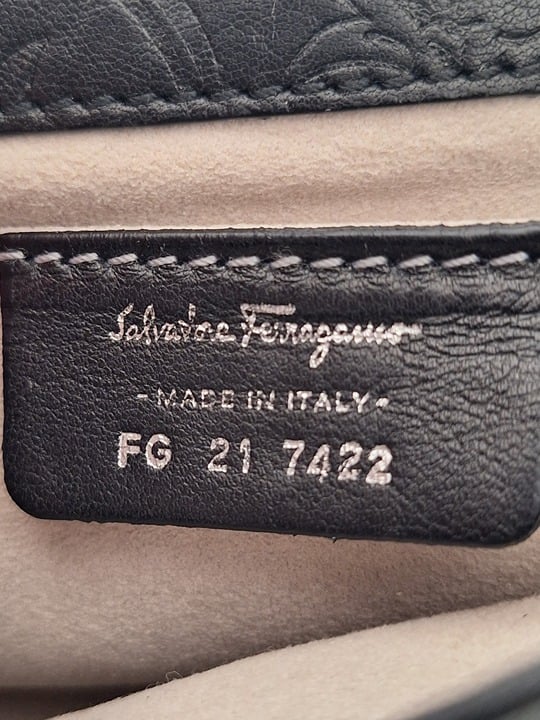 Salvatore Ferragamo
- MADE IN ITALY -
FG 21 7422